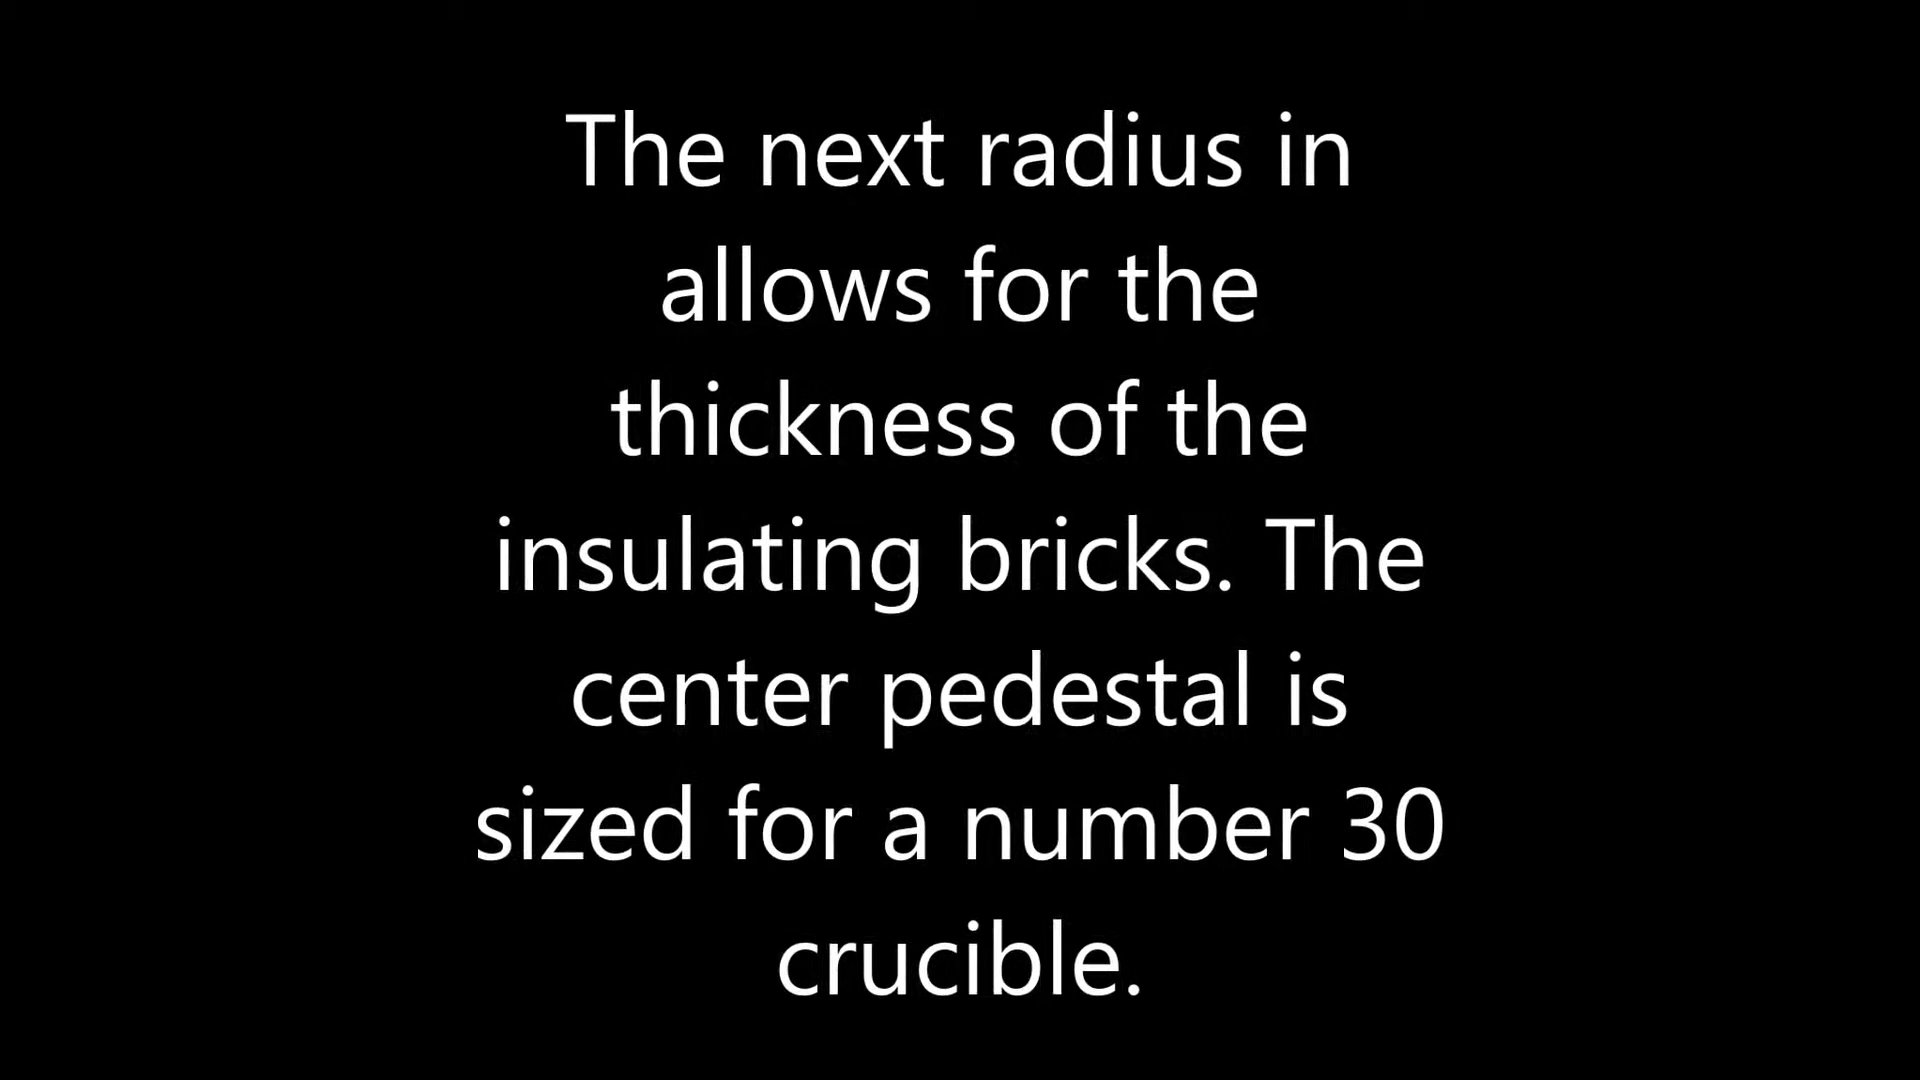 The next radius in
allows for the
thickness of the
insulating bricks. The
center pedestal is
sized for a number 30
crucible.